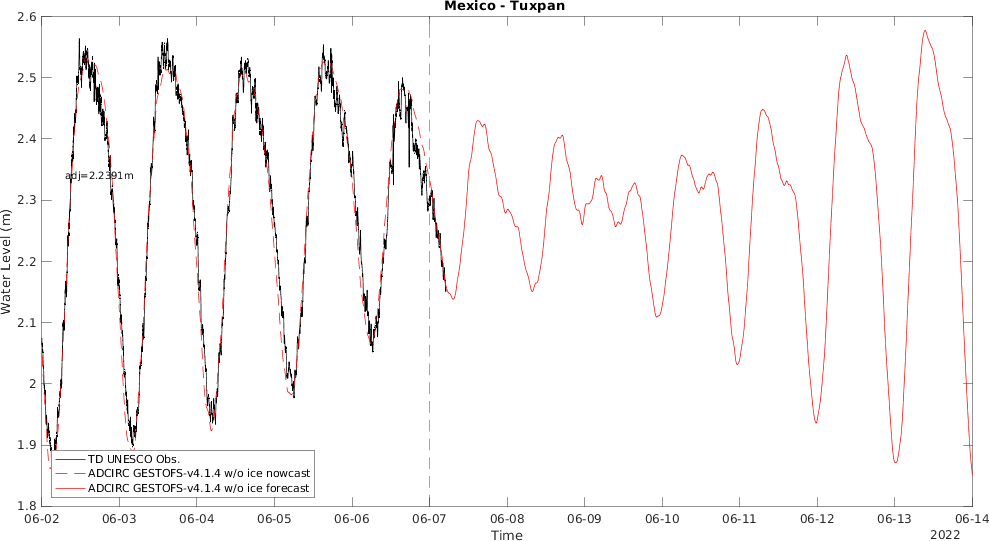 Mexico - Tuxpan
2.6
2.5
2.4
2.3
2.2
2.1
2
1.9
1.8
Water Level (m)
adj=2.2391m
TD UNESCO Obs.
ADCIRC GESTOFS-v4.1.4 w/o ice nowcast
ADCIRC GESTOFS-v4.1.4 w/o ice forecast
06-02 06-03 06-04 06-05 06-06 06-07 06-08 06-09 06-10 06-11 06-12 06-13 06-14
Time
2022